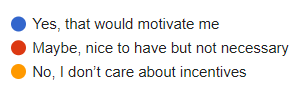 Yes, that would motivate me
Maybe, nice to have but not necessary
No, I don't care about incentives